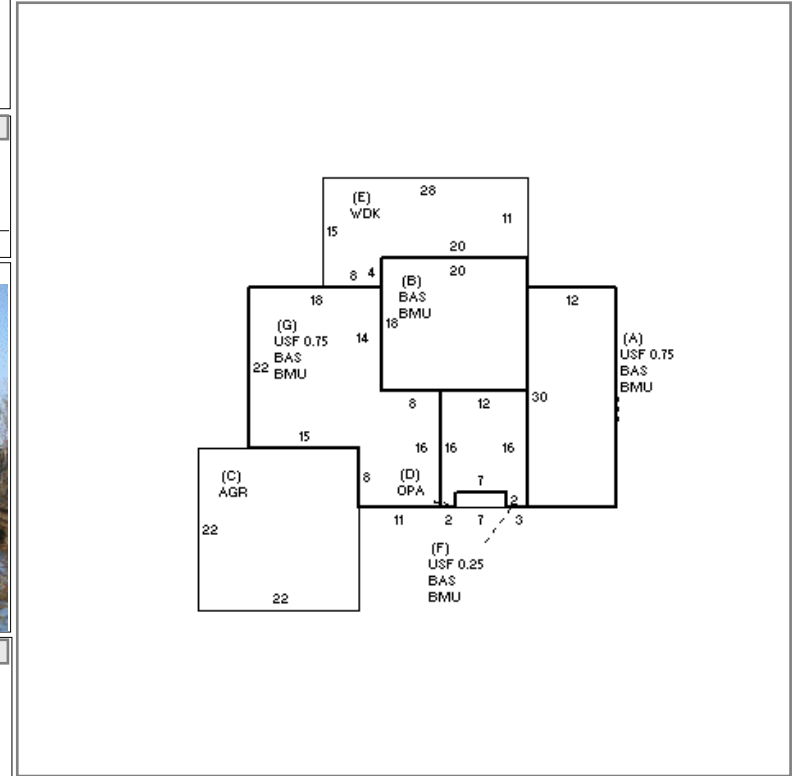 28
(E)
WDK
11
15
20
8 4
20
(B)
BAS
BMU
18
12
18
(G)
USF 0.75
BAS
BMU
14
22
(A)
USF 0.75
BAS
BMU
30
8
12
15
16
16
16
(C)
AGR
8
(D)
OPA
7
2
22
11
2
7
3
(F)
USF 0.25
BAS
BMU
22